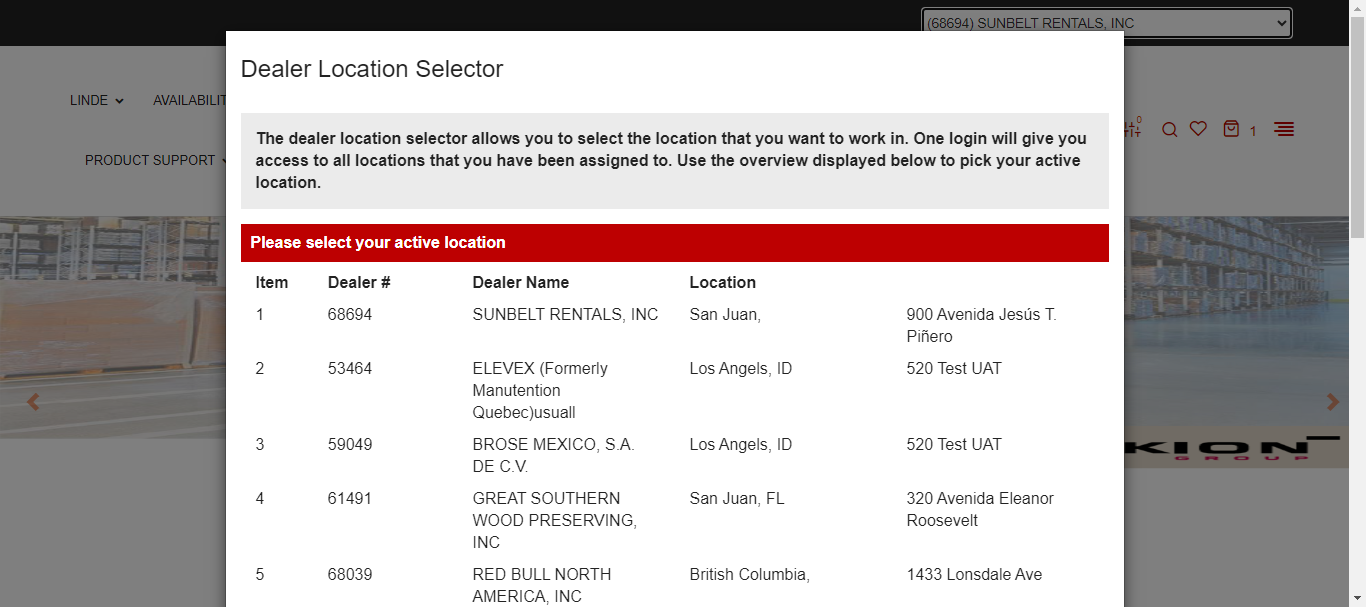 (68694) SUNBELT RENTALS, INC
Dealer Location Selector
LINDE
AVAILABILIT
0
1
PRODUCT SUPPORT
The dealer location selector allows you to select the location that you want to work in. One login will give you
access to all locations that you have been assigned to. Use the overview displayed below to pick your active
location.
Please select your active location
Item Dealer # Dealer Name Location
1 68694 SUNBELT RENTALS, INC San Juan, 900 Avenida Jesús T.
Piñero
2 53464 ELEVEX (Formerly Los Angels, ID 520 Test UAT
Manutention
Quebec)usuall
3 59049 BROSE MEXICO, S.A. Los Angels, ID 520 Test UAT
DE C.V.
4 61491 GREAT SOUTHERN San Juan, FL 320 Avenida Eleanor
WOOD PRESERVING, Roosevelt
INC
5 68039 RED BULL NORTH British Columbia, 1433 Lonsdale Ave
AMERICA, INC
KION
GROUP